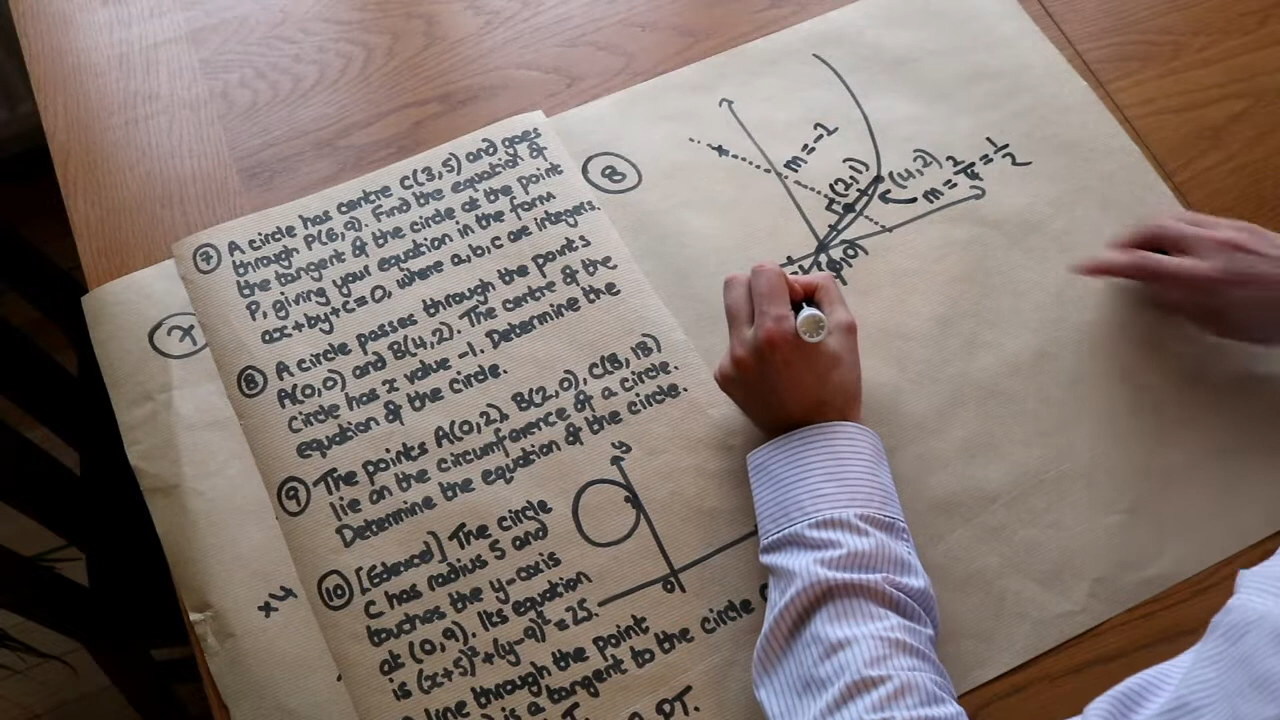 ⑦ A circle has centre C(3,5) and goes
through P(6,9). Find the equation of
the tangent of the circle at the point
P, giving your equation in the form
ax+by+c=0, where a,b,c are integers.
⑧ A circle passes through the points
A(0,0) and B(4,2). The centre of the
circle has x value -1. Determine the
equation of the circle.
⑨ The points A(0,2), B(2,0), C(8,18)
lie on the circumference of a circle.
Determine the equation of the circle.
⑩ [Edexcel] The circle
C has radius 5 and
touches the y-axis
at (0,9). Its equation
is (x+5)²+(y-9)²=25.
line through the point
is a tangent to the circle
DT.
y
0
⑦
x4
⑧
m=-2
(2,1)
(4,2)
m=2/4=1/2
(0,0)